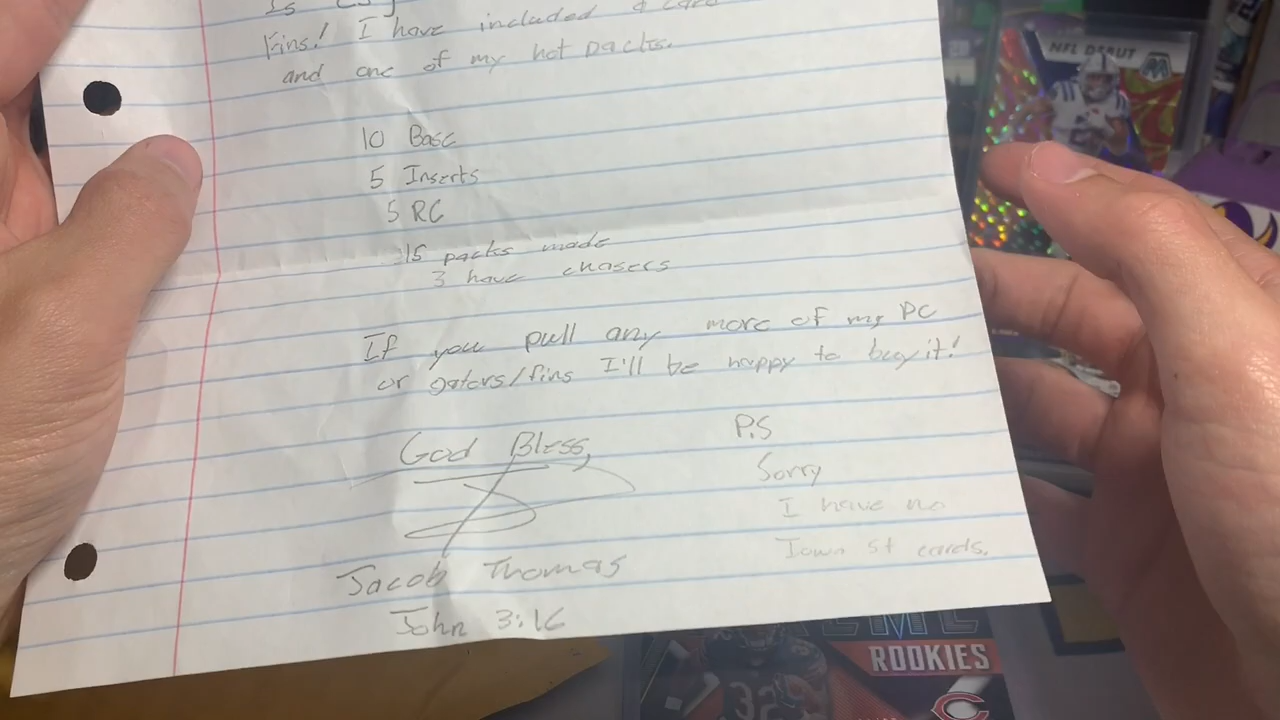 Fins! I have included a card
and one of my hot packs.
10 Base
5 Inserts
5 RC
15 packs made
3 have chasers
If you pull any more of my PC
or gators/fins I'll be happy to buy it!
God Bless,
Jacob Thomas
John 3:16
P.S
Sorry
I have no
Iowa St cards.
NFL DEBUT
ROOKIES
32